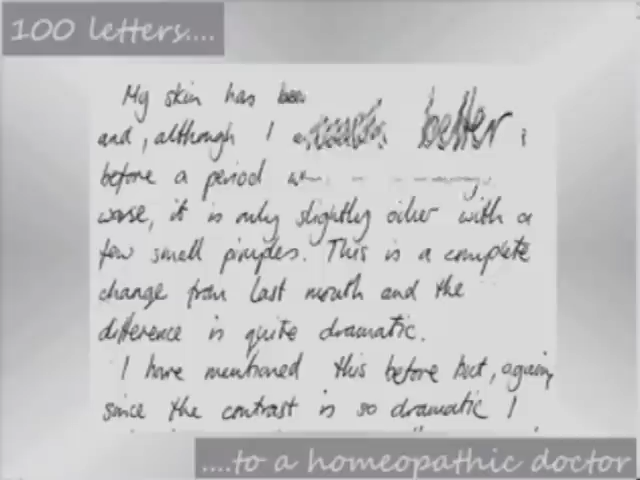 100 letters....
My skin has been
better
and, although I
before a period
worse, it is only slightly oilier with a
few small pimples. This is a complete
change from last month and the
difference is quite dramatic.
I have mentioned this before but, again,
since the contrast is so dramatic I
....to a homeopathic doctor